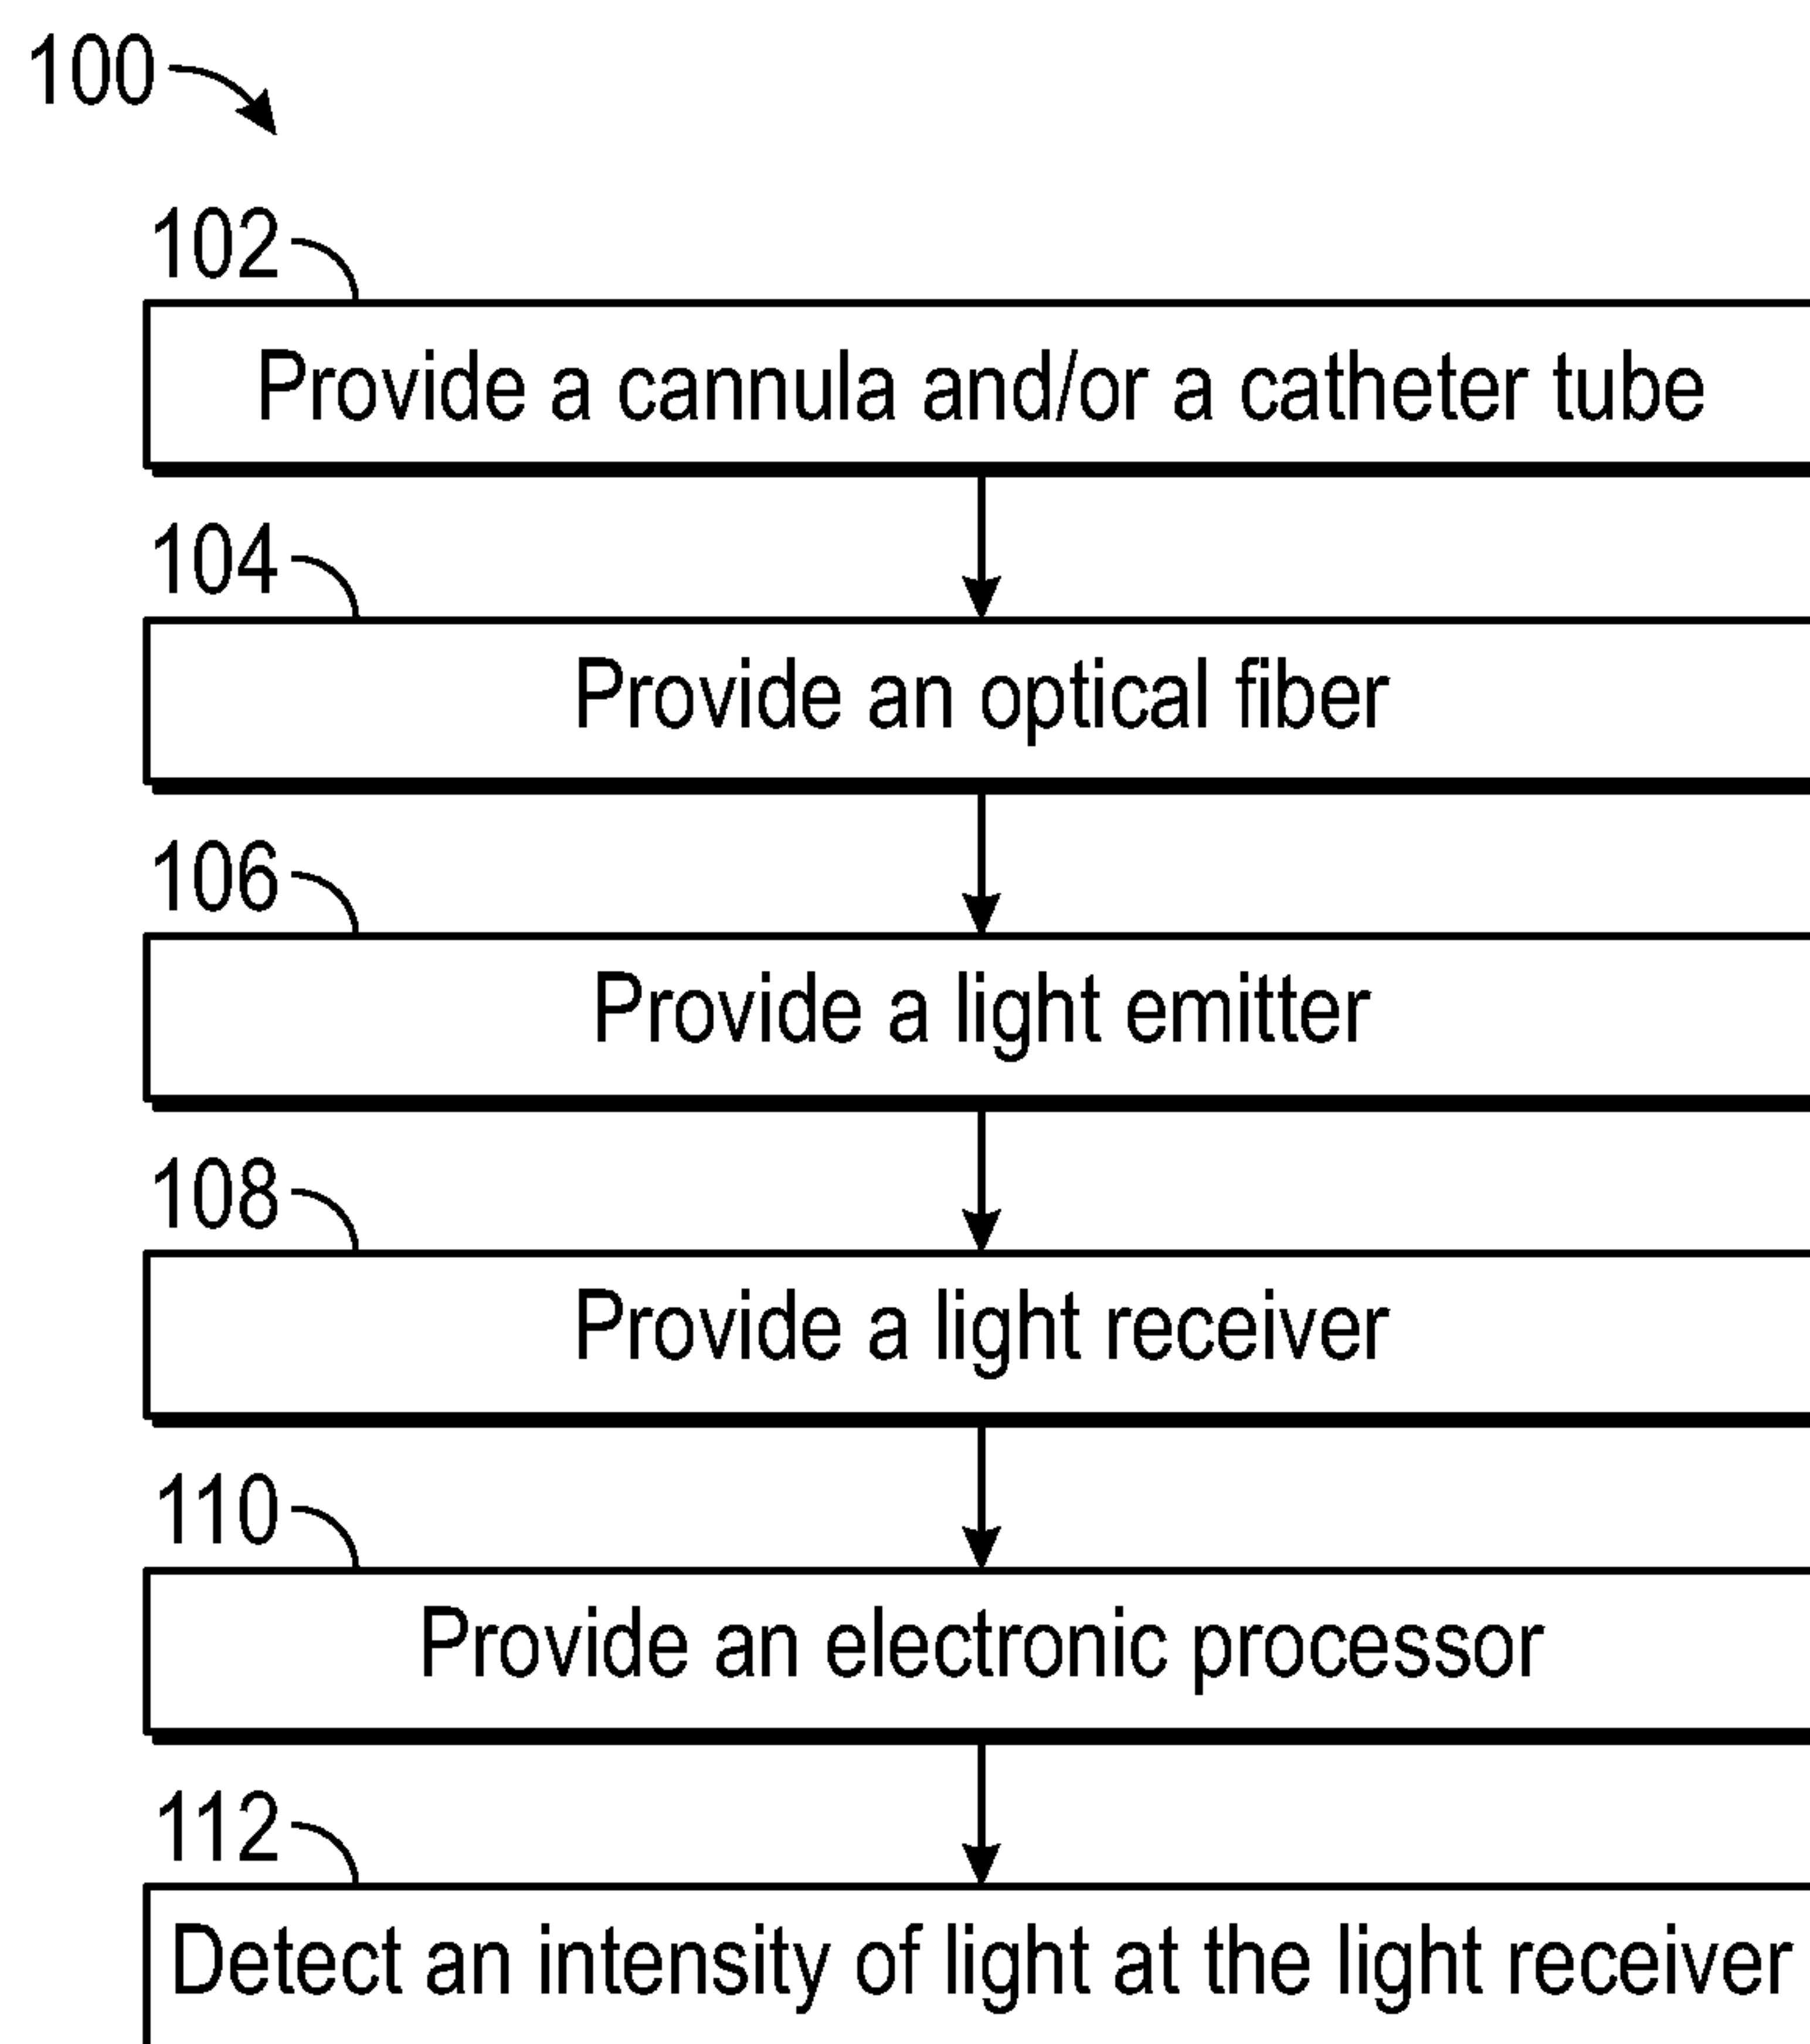 100
102
Provide a cannula and/or a catheter tube
104
Provide an optical fiber
106
Provide a light emitter
108
Provide a light receiver
110
Provide an electronic processor
112
Detect an intensity of light at the light receiver